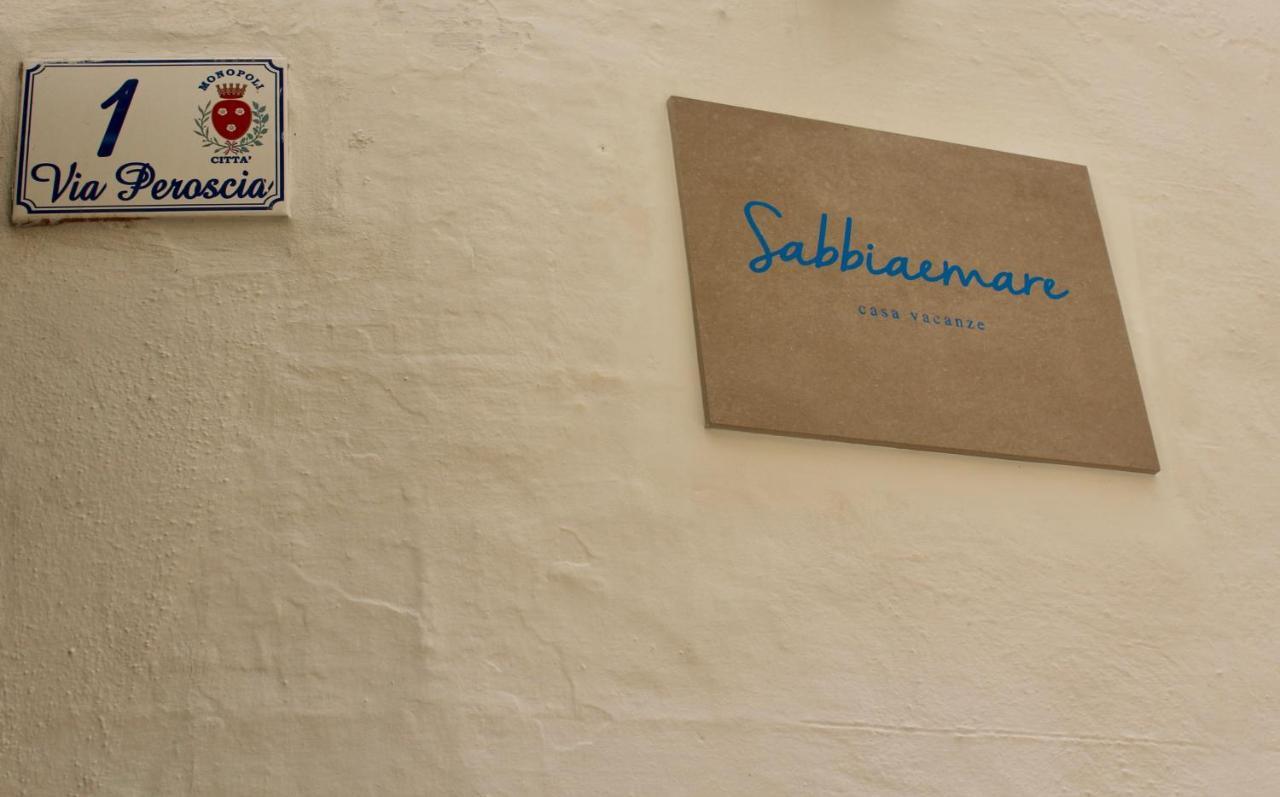 MONOPOLI
1
CITTA'
Via Peroscia
Sabbiaemare
casa vacanze